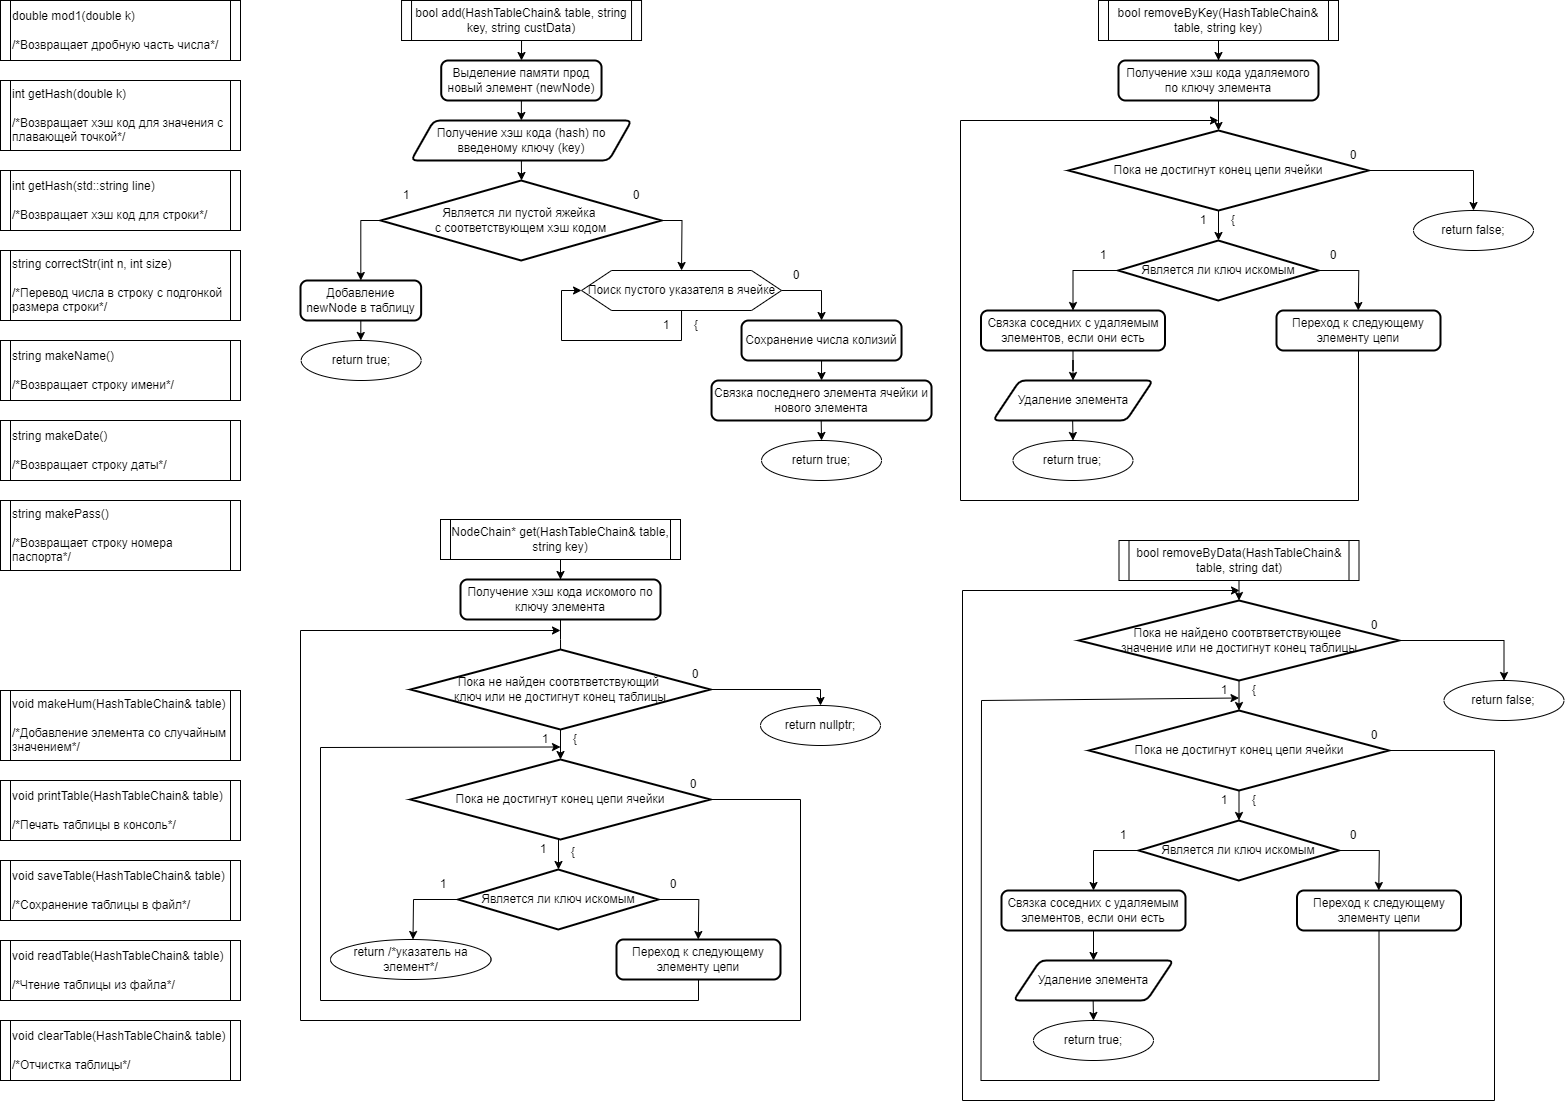 double mod1(double k)
/*Возвращает дробную часть числа*/
int getHash(double k)
/*Возвращает хэш код для значения с
плавающей точкой*/
int getHash(std::string line)
/*Возвращает хэш код для строки*/
string correctStr(int n, int size)
/*Перевод числа в строку с подгонкой
размера строки*/
string makeName()
/*Возвращает строку имени*/
string makeDate()
/*Возвращает строку даты*/
string makePass()
/*Возвращает строку номера
паспорта*/
void makeHum(HashTableChain& table)
/*Добавление элемента со случайным
значением*/
void printTable(HashTableChain& table)
/*Печать таблицы в консоль*/
void saveTable(HashTableChain& table)
/*Сохранение таблицы в файл*/
void readTable(HashTableChain& table)
/*Чтение таблицы из файла*/
void clearTable(HashTableChain& table)
/*Отчистка таблицы*/
bool add(HashTableChain& table, string
key, string custData)
Выделение памяти прод
новый элемент (newNode)
Получение хэш кода (hash) по
введеному ключу (key)
1
0
Является ли пустой яжейка
с соответствующем хэш кодом
Добавление
newNode в таблицу
return true;
Поиск пустого указателя в ячейке
0
1
{
Сохранение числа колизий
Связка последнего элемента ячейки и
нового элемента
return true;
NodeChain* get(HashTableChain& table,
string key)
Получение хэш кода искомого по
ключу элемента
Пока не найден соотвтветствующий
ключ или не достигнут конец таблицы
0
return nullptr;
1
{
Пока не достигнут конец цепи ячейки
0
1
{
Является ли ключ искомым
1
0
return /*указатель на
элемент*/
Переход к следующему
элементу цепи
bool removeByKey(HashTableChain&
table, string key)
Получение хэш кода удаляемого
по ключу элемента
Пока не достигнут конец цепи ячейки
0
return false;
1
{
Является ли ключ искомым
1
0
Связка соседних с удаляемым
элементов, если они есть
Переход к следующему
элементу цепи
Удаление элемента
return true;
bool removeByData(HashTableChain&
table, string dat)
Пока не найдено соотвтветствующее
значение или не достигнут конец таблицы
0
return false;
1
{
Пока не достигнут конец цепи ячейки
0
1
{
Является ли ключ искомым
1
0
Связка соседних с удаляемым
элементов, если они есть
Переход к следующему
элементу цепи
Удаление элемента
return true;